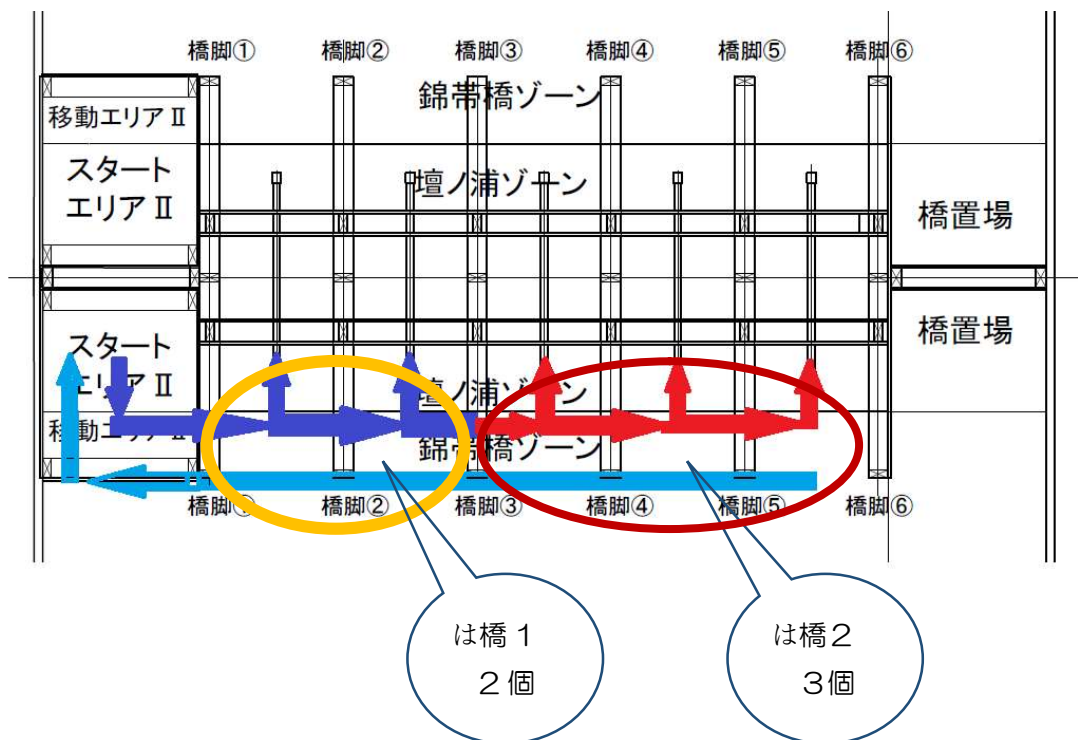 橋脚① 橋脚② 橋脚③ 橋脚④ 橋脚⑤ 橋脚⑥
錦帯橋ゾーン
移動エリアⅡ
スタート
エリアⅡ
壇ノ浦ゾーン
橋置場
スタート
エリアⅡ
橋置場
壇ノ浦ゾーン
移動エリアⅡ
錦帯橋ゾーン
橋脚① 橋脚② 橋脚③ 橋脚④ 橋脚⑤ 橋脚⑥
は橋1
2個
は橋2
3個